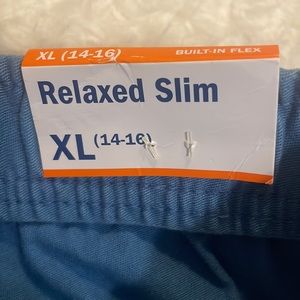 XL (14-16) BUILT-IN FLEX
Relaxed Slim
XL (14-16)